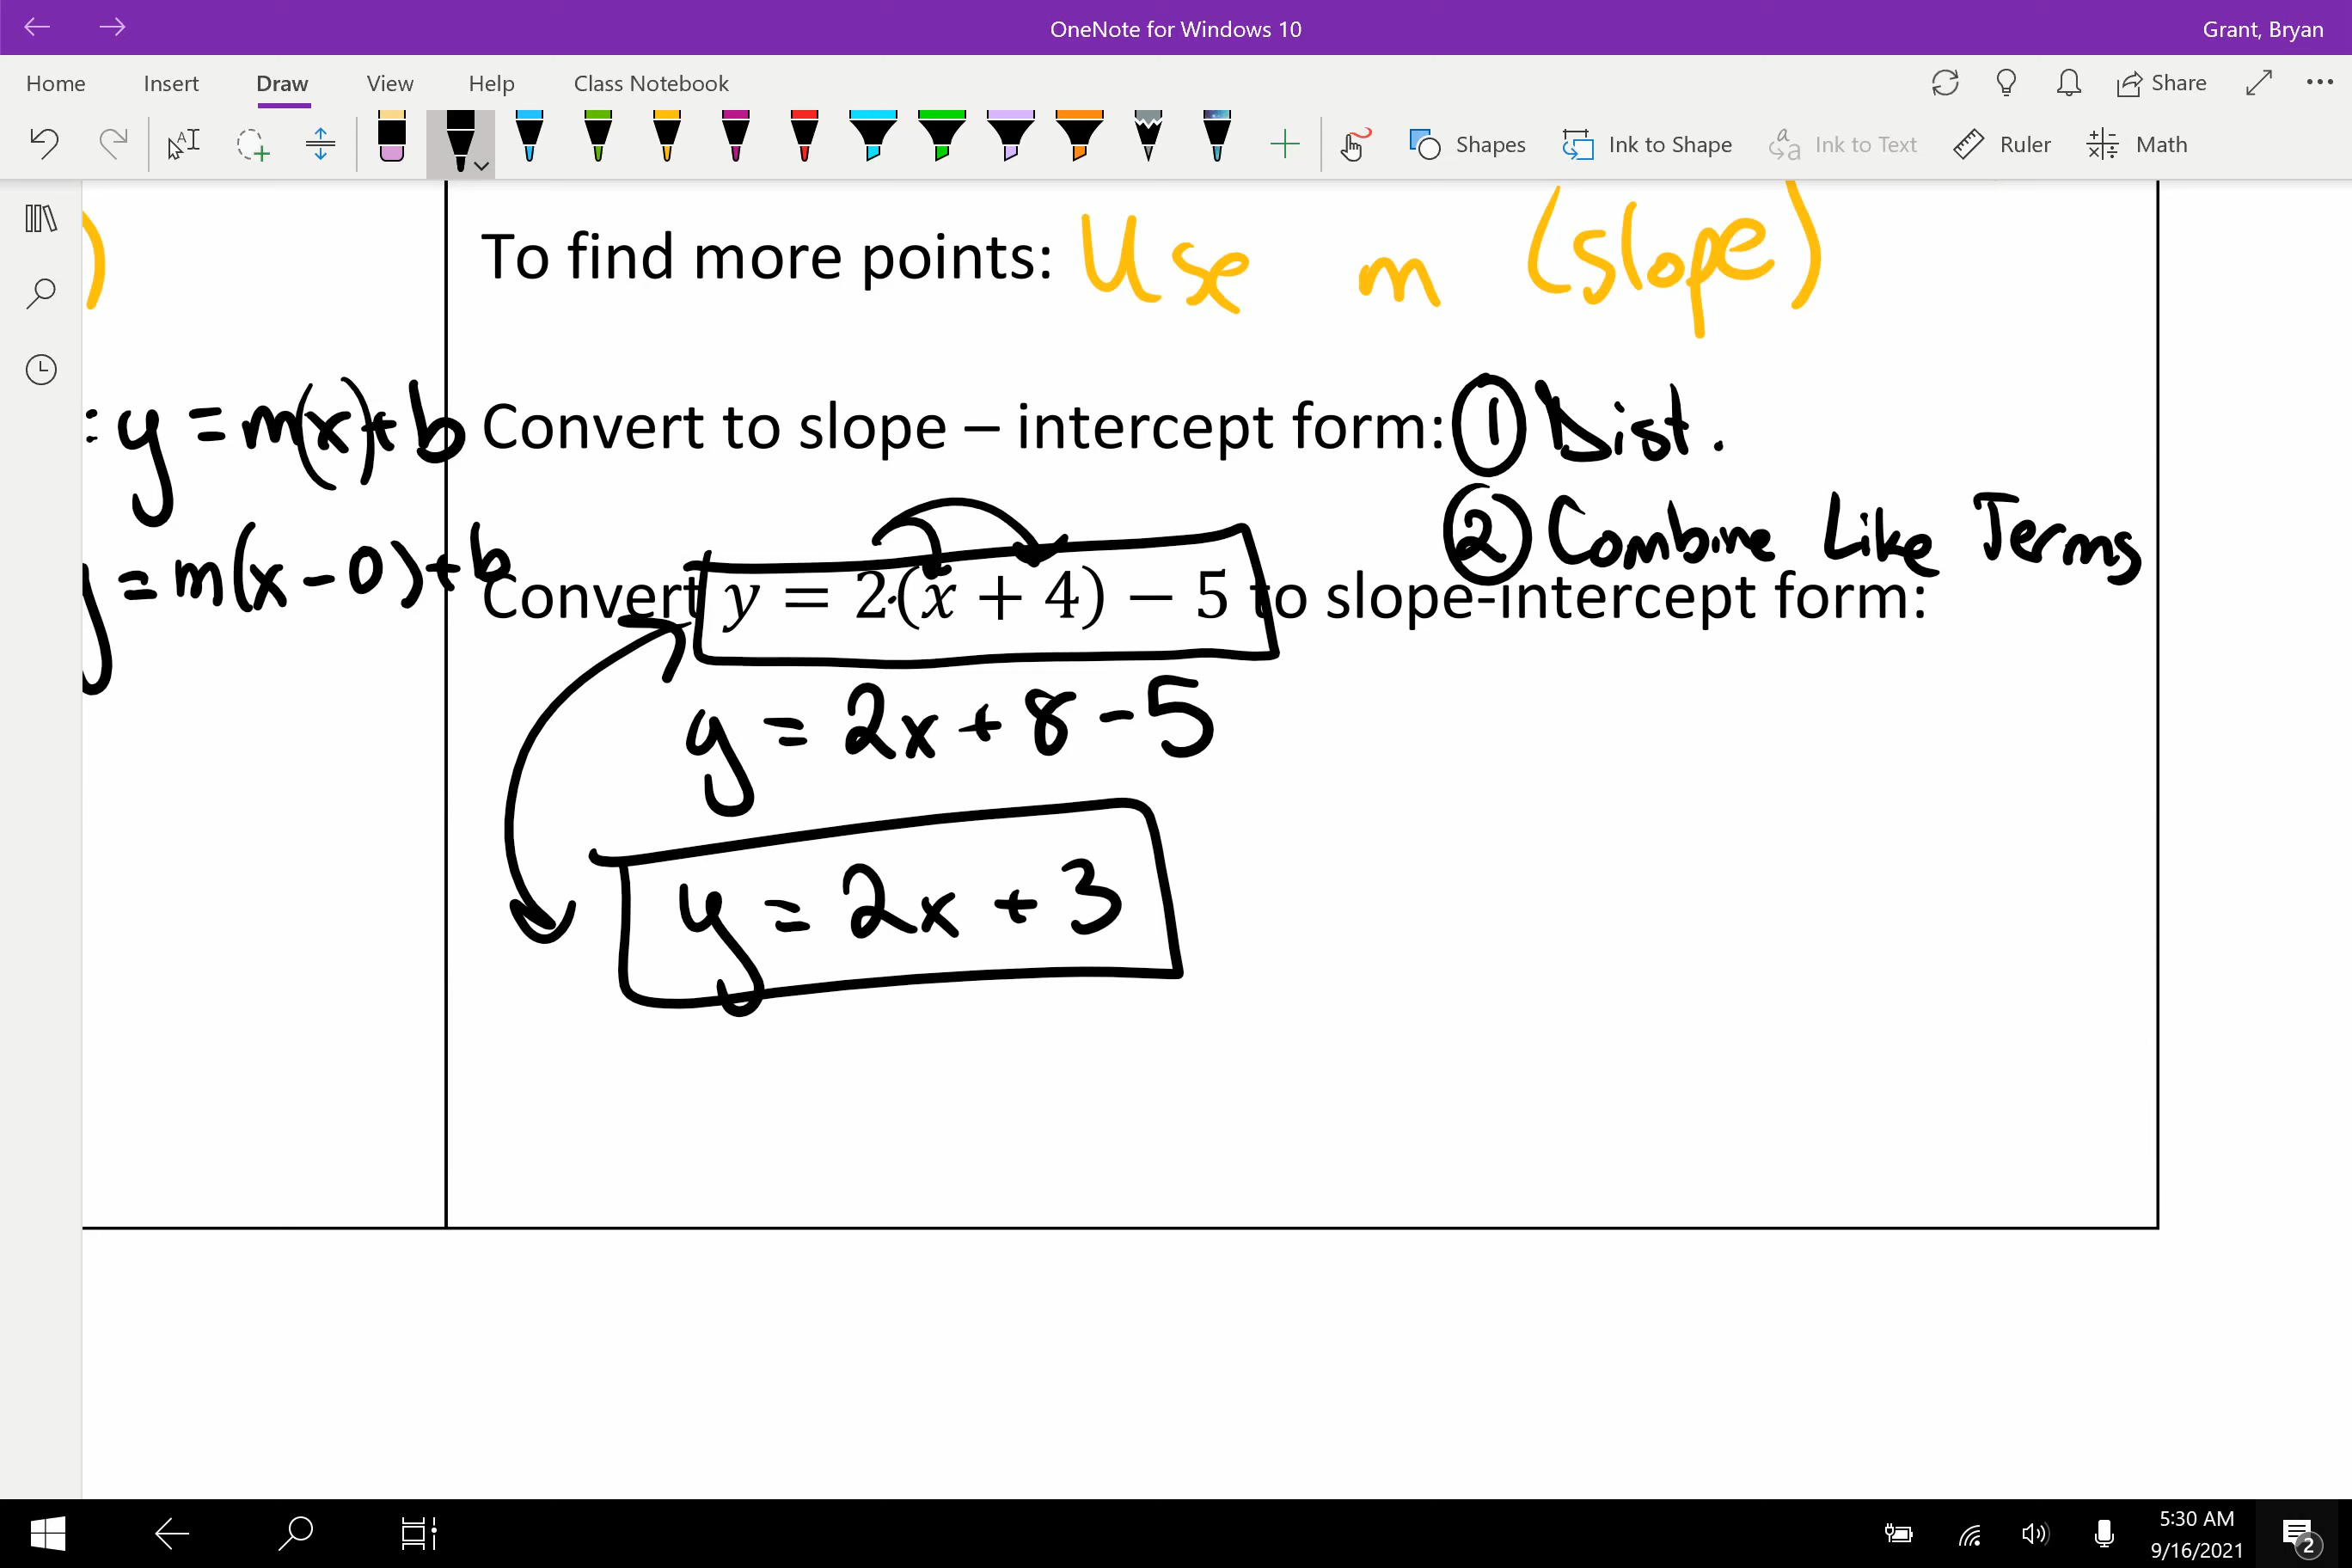 OneNote for Windows 10
Grant, Bryan
Home Insert Draw View Help Class Notebook Share
Shapes Ink to Shape Ink to Text Ruler Math
)
To find more points: Use m (slope)
: y = m(x) + b
Convert to slope – intercept form: ① Dist.
② Combine Like Terms
y = m(x - 0) + b
Convert y = 2·(x + 4) − 5 to slope-intercept form:
y = 2x + 8 - 5
y = 2x + 3
5:30 AM
9/16/2021
2